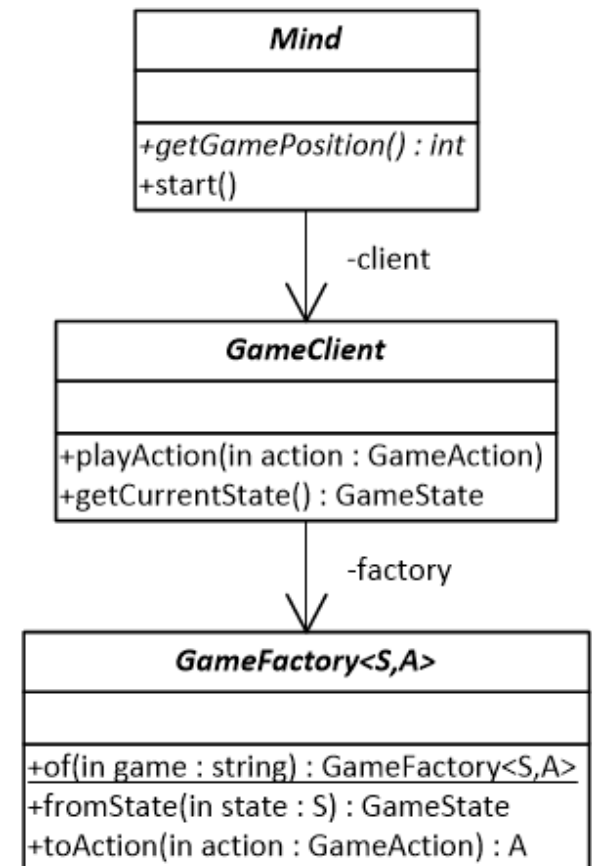 Mind
+getGamePosition() : int
+start()
-client
GameClient
+playAction(in action : GameAction)
+getCurrentState() : GameState
-factory
GameFactory<S,A>
+of(in game : string) : GameFactory<S,A>
+fromState(in state : S) : GameState
+toAction(in action : GameAction) : A